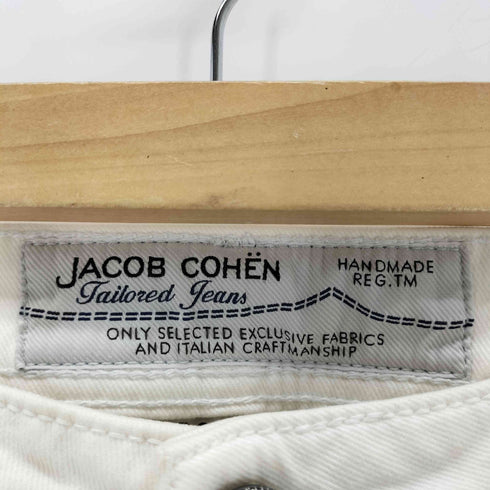 JACOB COHËN
Tailored Jeans
HANDMADE
REG.TM
ONLY SELECTED EXCLUSIVE FABRICS
AND ITALIAN CRAFTMANSHIP